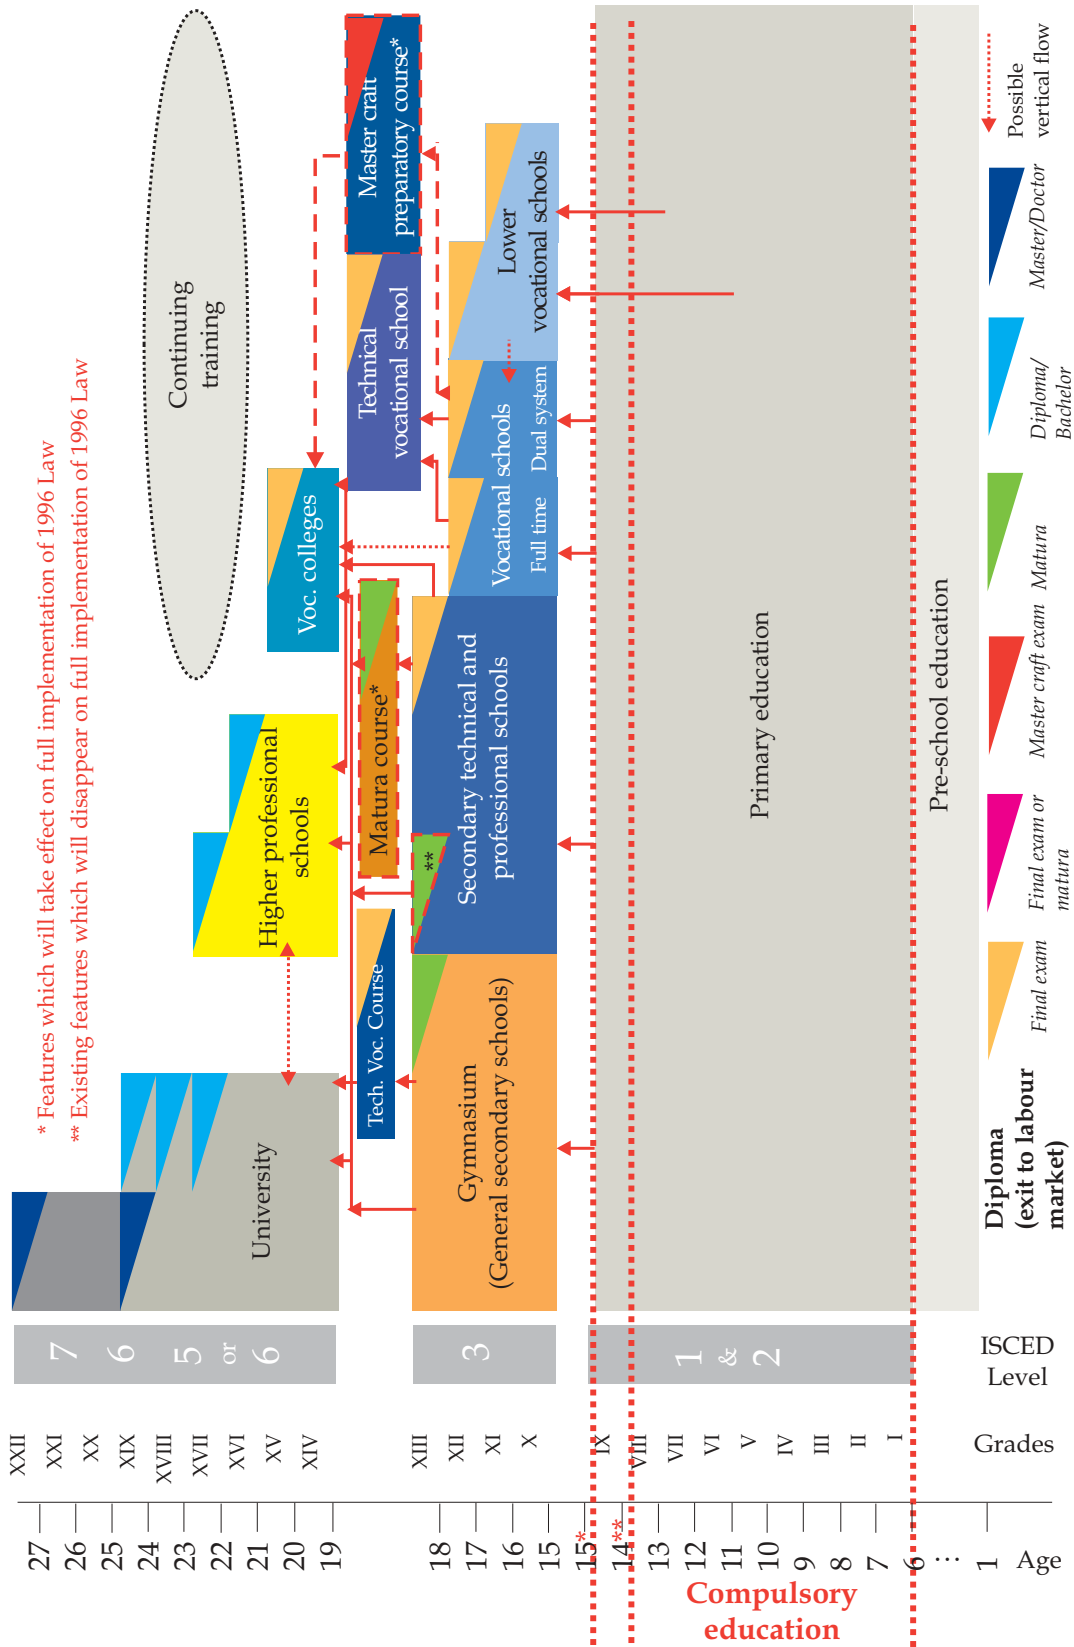 * Features which will take effect on full implementation of 1996 Law
** Existing features which will disappear on full implementation of 1996 Law
Continuing
training
University
Higher professional
schools
Voc. colleges
Technical
vocational school
Master craft
preparatory course*
Tech. Voc. Course
Matura course*
Gymnasium
(General secondary schools)
**
Secondary technical and
professional schools
Vocational schools
Full time
Dual system
Lower
vocational schools
Primary education
Pre-school education
7
6
5
or
6
3
1
&
2
ISCED
Level
XXII
XXI
XX
XIX
XVIII
XVII
XVI
XV
XIV
XIII
XII
XI
X
IX
VIII
VII
VI
V
IV
III
II
I
Grades
27
26
25
24
23
22
21
20
19
18
17
16
15*
14**
13
12
11
10
9
8
7
6
...
1
Age
Compulsory
education
Diploma
(exit to labour
market)
Final exam
Final exam or
matura
Master craft exam
Matura
Diploma/
Bachelor
Master/Doctor
Possible
vertical flow